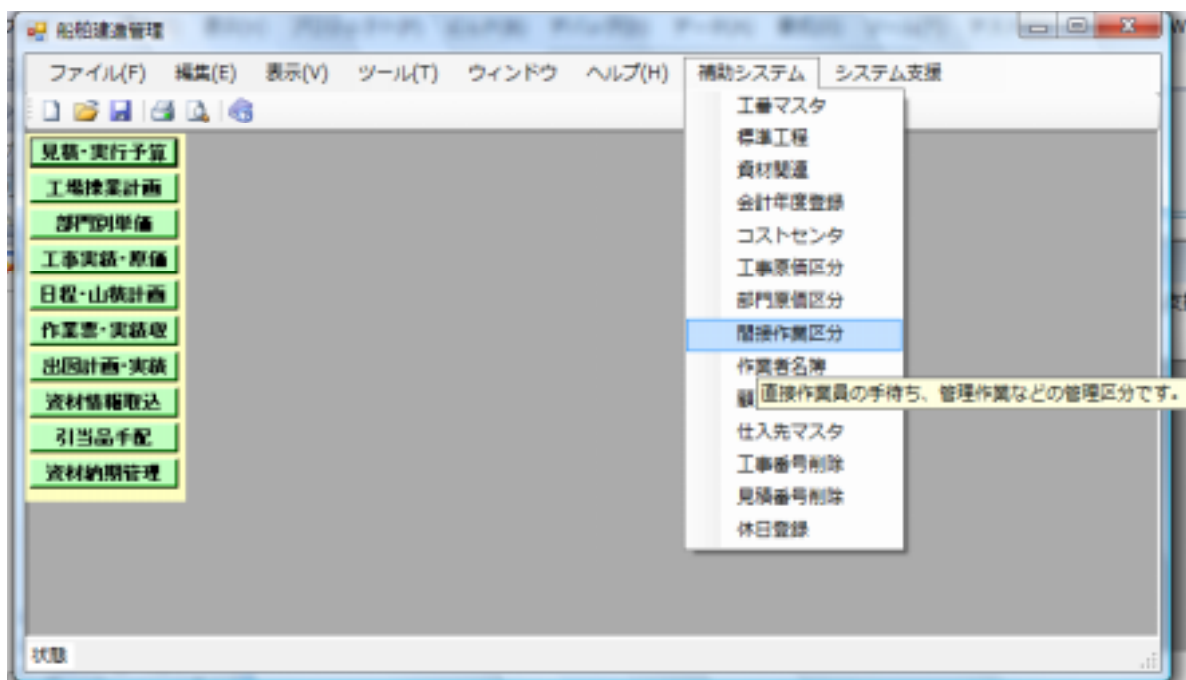 船舶建造管理
ファイル(F) 編集(E) 表示(V) ツール(T) ウィンドウ ヘルプ(H) 補助システム システム支援
見積・実行予算
工場操業計画
部門別単価
工事実績・原価
日程・山積計画
作業票・実績収
出図計画・実績
資材情報取込
引当品手配
資材納期管理
工番マスタ
標準工程
資材関連
会計年度登録
コストセンタ
工事原価区分
部門原価区分
間接作業区分
作業者名簿
直接作業員の手待ち、管理作業などの管理区分です。
仕入先マスタ
工事番号削除
見積番号削除
休日登録
状態